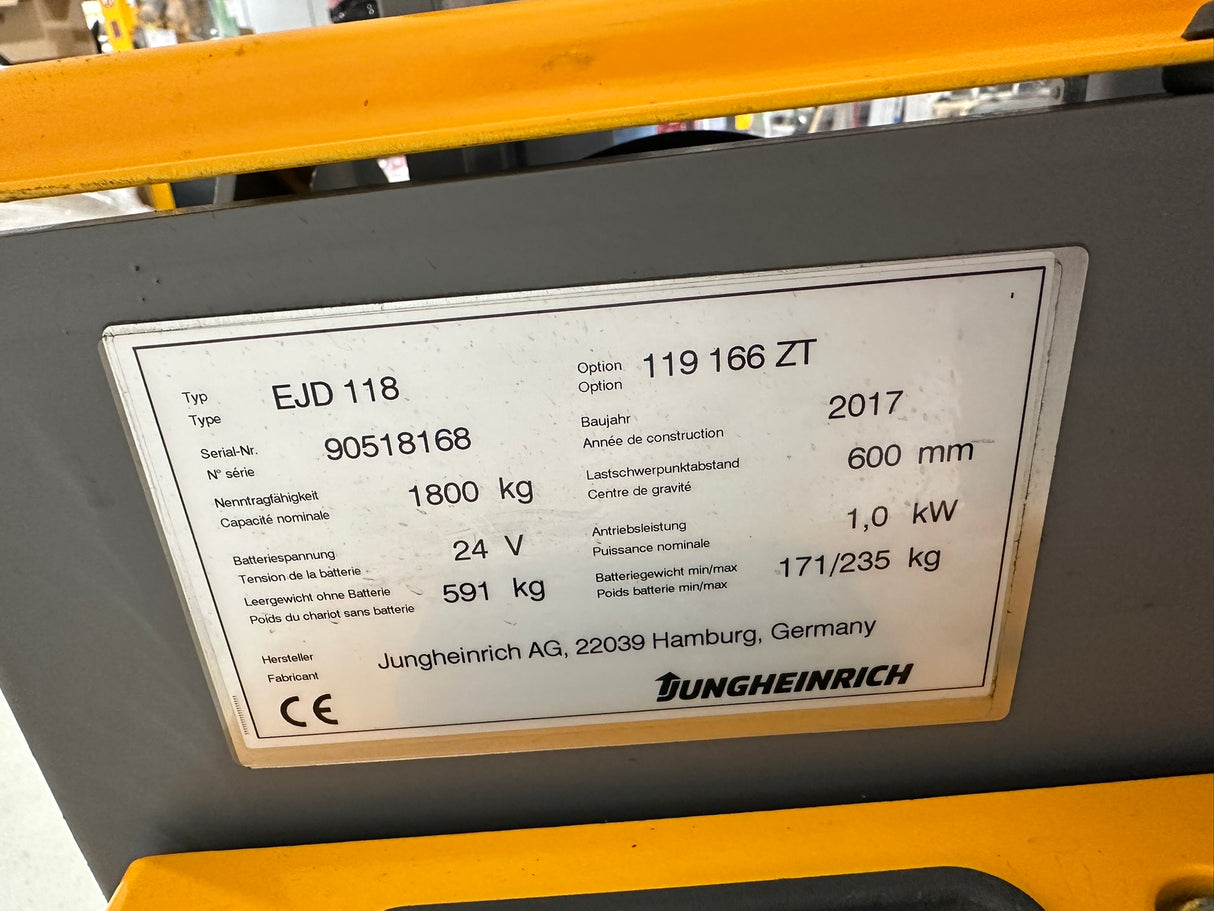 Typ
Type
EJD 118
Option
Option
119 166 ZT
Serial-Nr.
N° série
90518168
Baujahr
Année de construction
2017
Nenntragfähigkeit
Capacité nominale
1800 kg
Lastschwerpunktabstand
Centre de gravité
600 mm
Batteriespannung
Tension de la batterie
24 V
Antriebsleistung
Puissance nominale
1,0 kW
Leergewicht ohne Batterie
Poids du chariot sans batterie
591 kg
Batteriegewicht min/max
Poids batterie min/max
171/235 kg
Hersteller
Fabricant
Jungheinrich AG, 22039 Hamburg, Germany
CE
JUNGHEINRICH